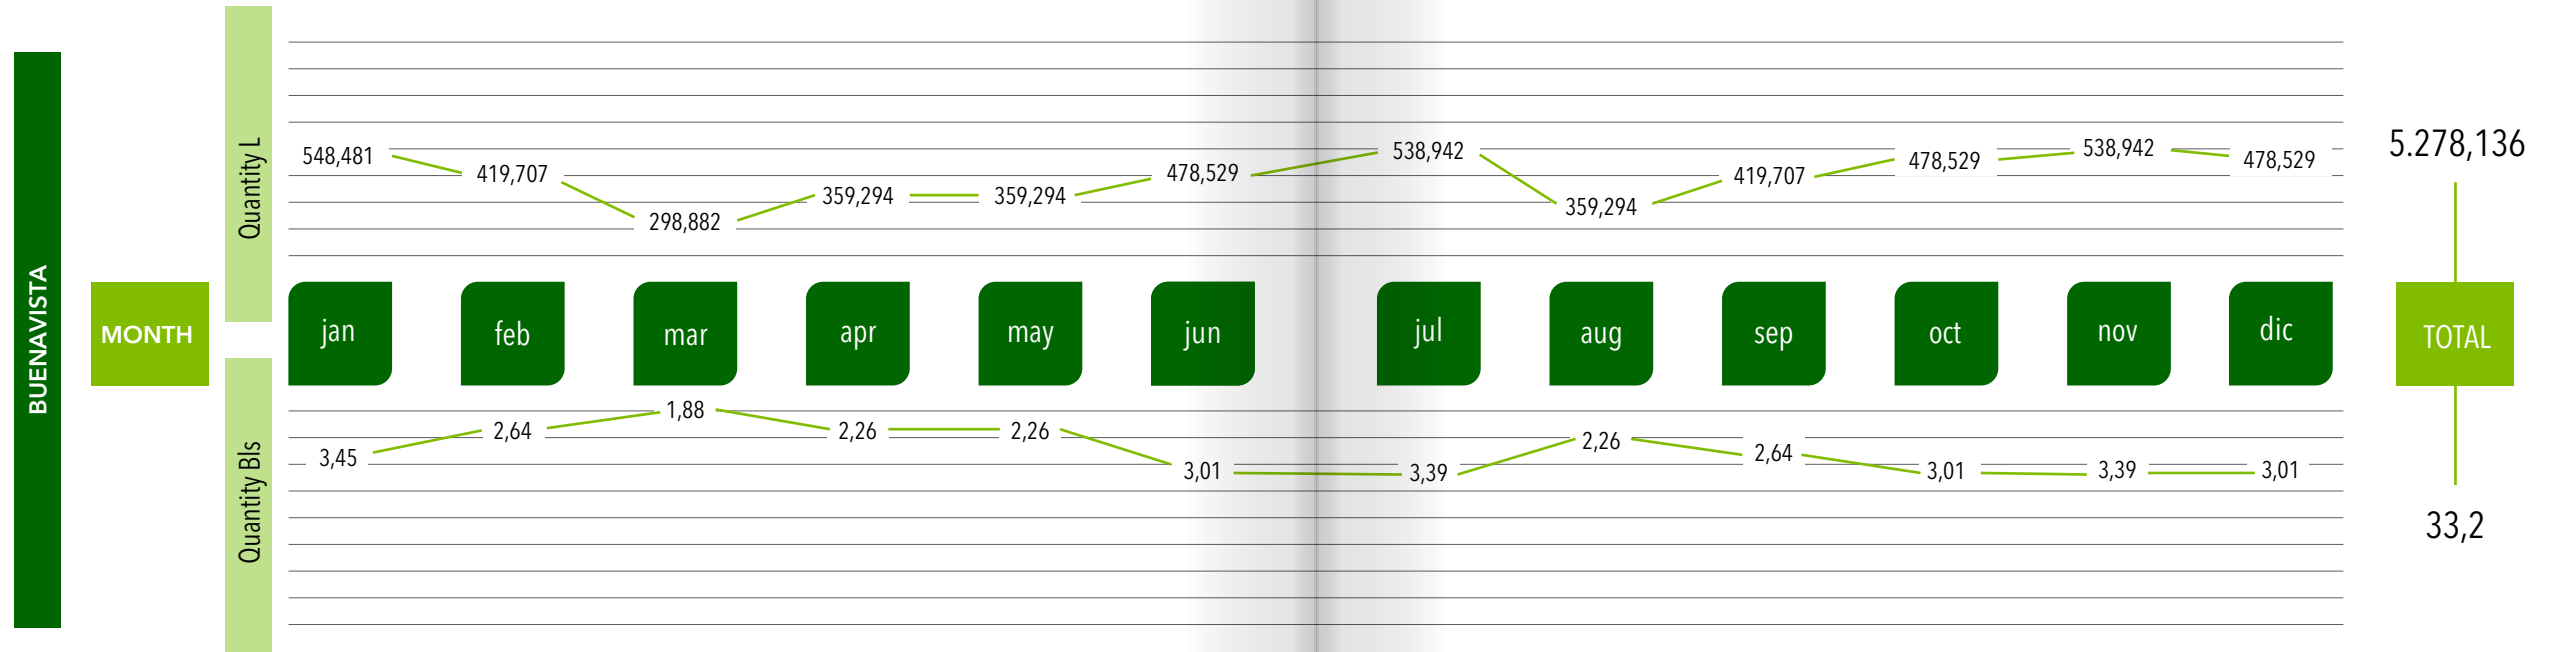 BUENAVISTA
MONTH
Quantity L
548,481
419,707
298,882
359,294
359,294
478,529
538,942
359,294
419,707
478,529
538,942
478,529
5.278,136
jan
feb
mar
apr
may
jun
jul
aug
sep
oct
nov
dic
TOTAL
Quantity Bls
3,45
2,64
1,88
2,26
2,26
3,01
3,39
2,26
2,64
3,01
3,39
3,01
33,2